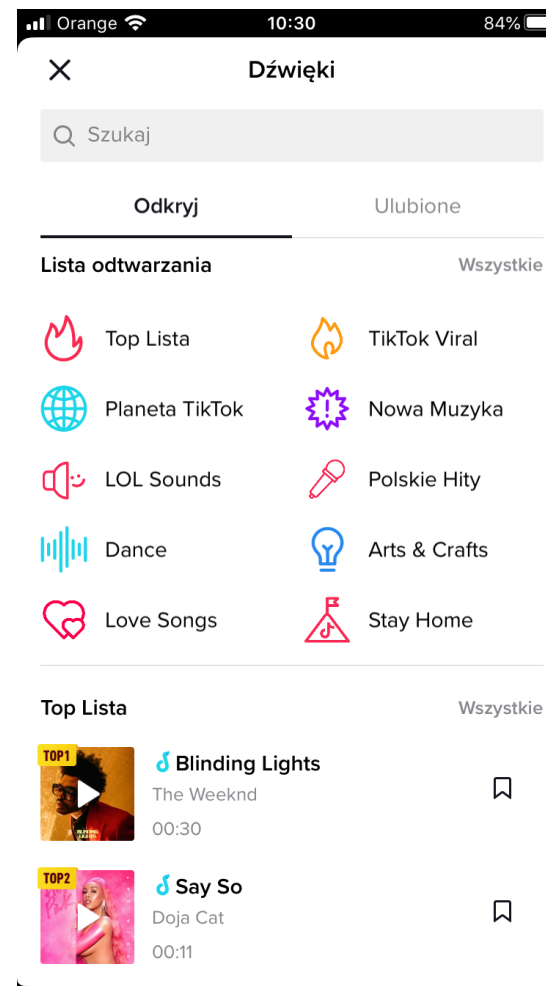 Orange 10:30 84%
Dźwięki
Szukaj
Odkryj Ulubione
Lista odtwarzania Wszystkie
Top Lista TikTok Viral
Planeta TikTok Nowa Muzyka
LOL Sounds Polskie Hity
Dance Arts & Crafts
Love Songs Stay Home
Top Lista Wszystkie
TOP1
Blinding Lights
The Weeknd
00:30
BLINDING
LIGHTS
TOP2
Say So
Doja Cat
00:11